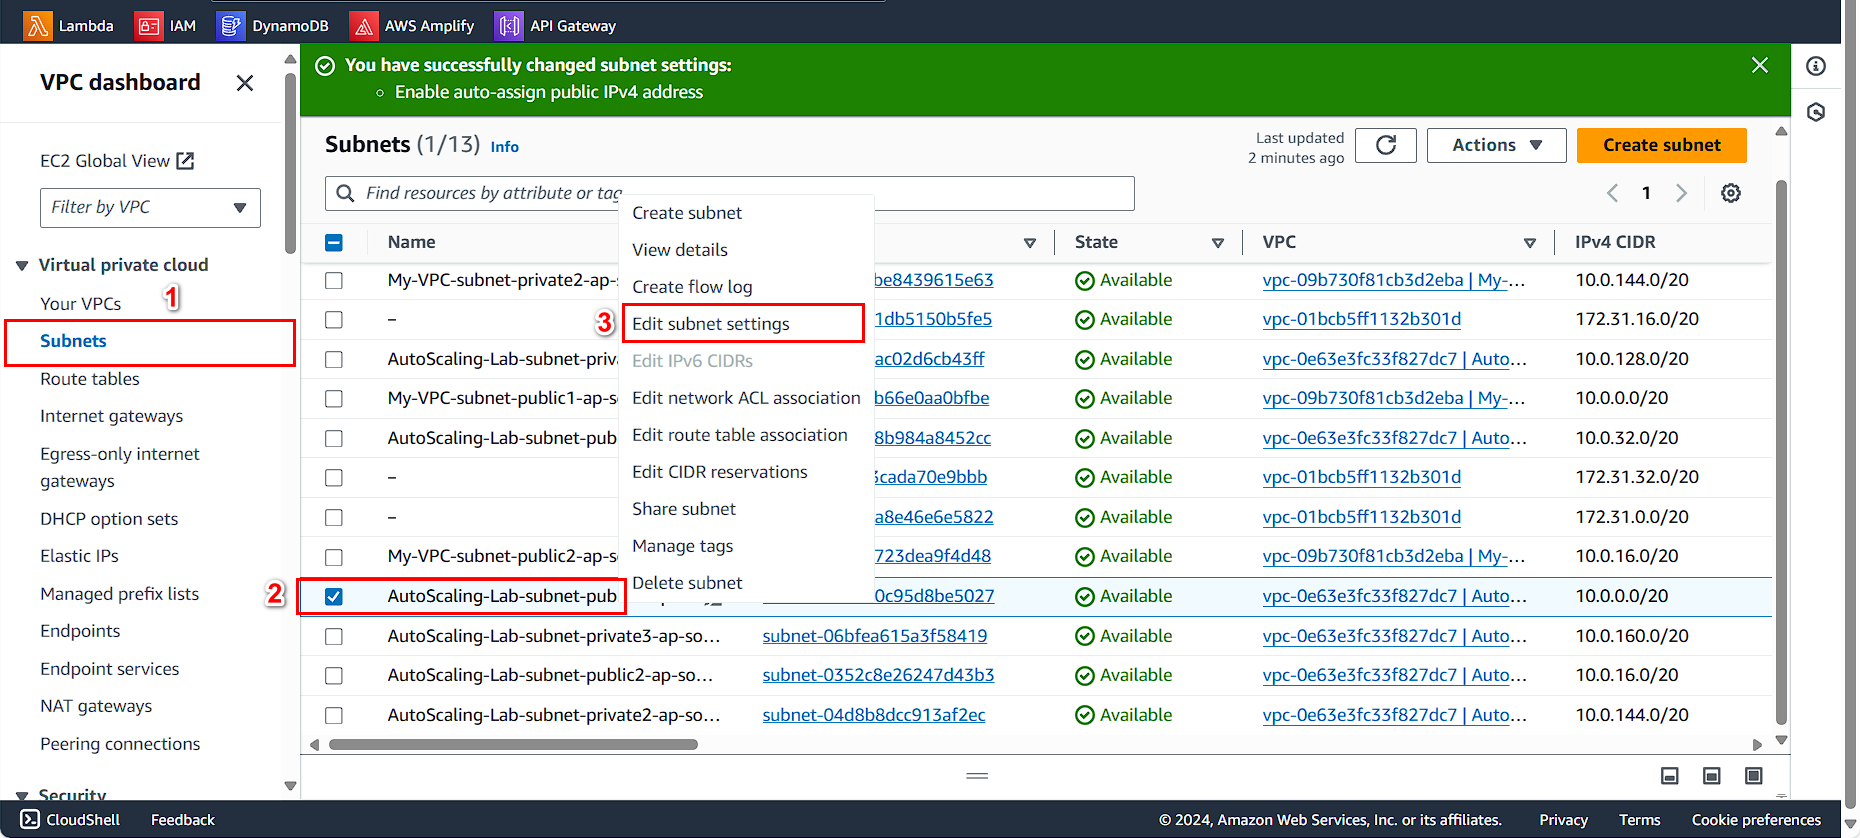 Lambda IAM DynamoDB AWS Amplify API Gateway
VPC dashboard
EC2 Global View
Filter by VPC
Virtual private cloud
Your VPCs
1
Subnets
Route tables
Internet gateways
Egress-only internet
gateways
DHCP option sets
Elastic IPs
Managed prefix lists
Endpoints
Endpoint services
NAT gateways
Peering connections
Security
You have successfully changed subnet settings:
Enable auto-assign public IPv4 address
Subnets (1/13) Info
Last updated
2 minutes ago
Actions
Create subnet
Find resources by attribute or tag
1
Name State VPC IPv4 CIDR
My-VPC-subnet-private2-ap- be8439615e63 Available vpc-09b730f81cb3d2eba | My-... 10.0.144.0/20
– 1db5150b5fe5 Available vpc-01bcb5ff1132b301d 172.31.16.0/20
AutoScaling-Lab-subnet-priv ac02d6cb43ff Available vpc-0e63e3fc33f827dc7 | Auto... 10.0.128.0/20
My-VPC-subnet-public1-ap-s b66e0aa0bfbe Available vpc-09b730f81cb3d2eba | My-... 10.0.0.0/20
AutoScaling-Lab-subnet-pub 8b984a8452cc Available vpc-0e63e3fc33f827dc7 | Auto... 10.0.32.0/20
– 3cada70e9bbb Available vpc-01bcb5ff1132b301d 172.31.32.0/20
– a8e46e6e5822 Available vpc-01bcb5ff1132b301d 172.31.0.0/20
My-VPC-subnet-public2-ap-s 723dea9f4d48 Available vpc-09b730f81cb3d2eba | My-... 10.0.16.0/20
2 AutoScaling-Lab-subnet-pub 0c95d8be5027 Available vpc-0e63e3fc33f827dc7 | Auto... 10.0.0.0/20
AutoScaling-Lab-subnet-private3-ap-so... subnet-06bfea615a3f58419 Available vpc-0e63e3fc33f827dc7 | Auto... 10.0.160.0/20
AutoScaling-Lab-subnet-public2-ap-so... subnet-0352c8e26247d43b3 Available vpc-0e63e3fc33f827dc7 | Auto... 10.0.16.0/20
AutoScaling-Lab-subnet-private2-ap-so... subnet-04d8b8dcc913af2ec Available vpc-0e63e3fc33f827dc7 | Auto... 10.0.144.0/20
Create subnet
View details
Create flow log
3 Edit subnet settings
Edit IPv6 CIDRs
Edit network ACL association
Edit route table association
Edit CIDR reservations
Share subnet
Manage tags
Delete subnet
CloudShell Feedback © 2024, Amazon Web Services, Inc. or its affiliates. Privacy Terms Cookie preferences